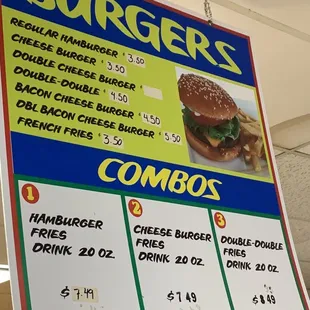 BURGERS
REGULAR HAMBURGER $3.50
CHEESE BURGER $3.50
DOUBLE CHEESE BURGER
DOUBLE-DOUBLE $4.50
BACON CHEESE BURGER $4.50
DBL BACON CHEESE BURGER $5.50
FRENCH FRIES $3.50
COMBOS
1
HAMBURGER
FRIES
DRINK 20 OZ.
$7.49
2
CHEESE BURGER
FRIES
DRINK 20 OZ.
$7.49
3
DOUBLE-DOUBLE
FRIES
DRINK 20 OZ.
$8.49